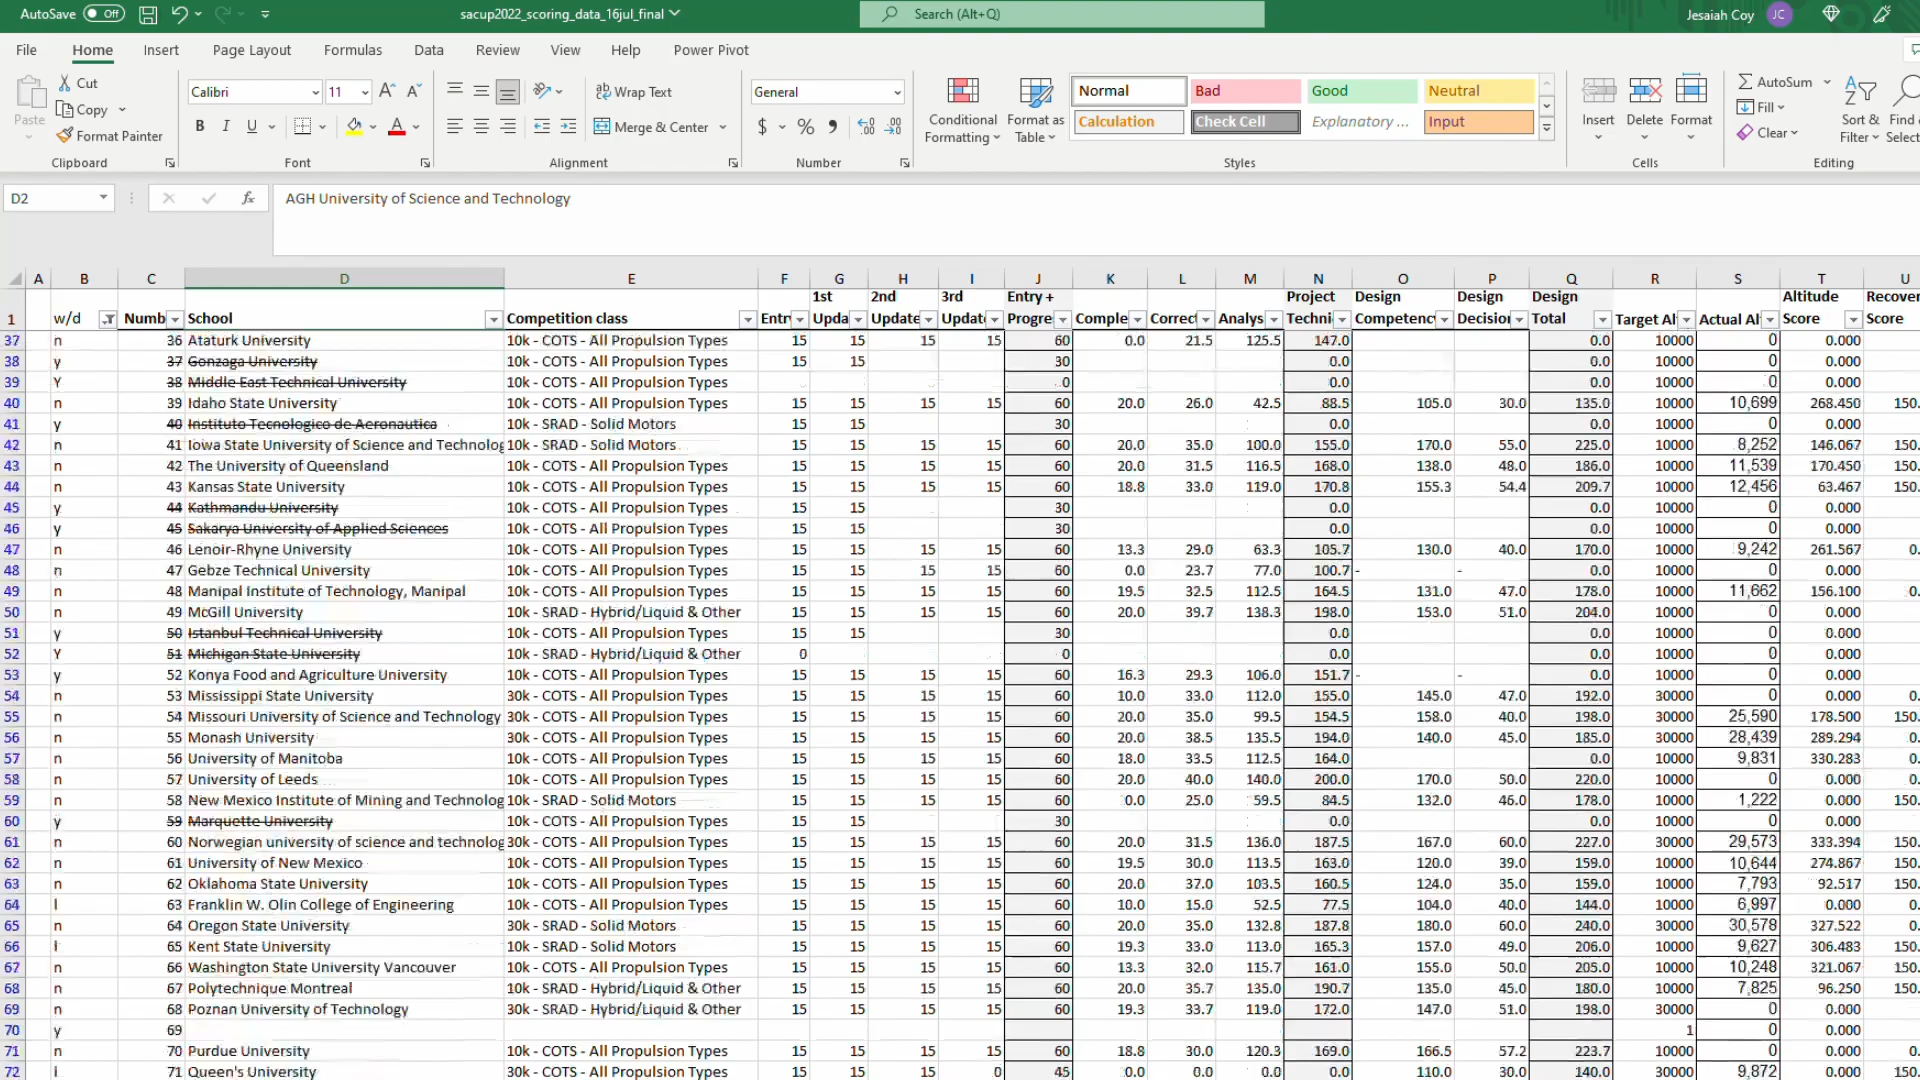 AutoSave Off sacup2022_scoring_data_16jul_final Search (Alt+Q) Jesaiah Coy JC
File Home Insert Page Layout Formulas Data Review View Help Power Pivot
Paste Cut Copy Format Painter Clipboard
Calibri 11 A A B I U A Font
Wrap Text Merge & Center Alignment
General $ % Number
Conditional Formatting Format as Table
Normal Bad Good Neutral
Calculation Check Cell Explanatory ... Input
Styles
Insert Delete Format Cells
AutoSum Fill Clear Sort & Filter Find Select Editing
D2 fx AGH University of Science and Technology
A B C D E F G H I J K L M N O P Q R S T U
1 w/d Numb School Competition class Entr 1st Upda 2nd Update 3rd Updat Entry + Progre Comple Correct Analys Project Techni Design Competenc Design Decision Design Total Target Al Actual Al Altitude Score Recover Score
37 n 36 Ataturk University 10k - COTS - All Propulsion Types 15 15 15 15 60 0.0 21.5 125.5 147.0 0.0 10000 0 0.000
38 y 37 Gonzaga University 10k - COTS - All Propulsion Types 15 15 30 0.0 0.0 10000 0 0.000
39 Y 38 Middle East Technical University 10k - COTS - All Propulsion Types 0 0.0 0.0 10000 0 0.000
40 n 39 Idaho State University 10k - COTS - All Propulsion Types 15 15 15 15 60 20.0 26.0 42.5 88.5 105.0 30.0 135.0 10000 10,699 268.450 150.
41 y 40 Instituto Tecnologico de Aeronautica 10k - SRAD - Solid Motors 15 15 30 0.0 0.0 10000 0 0.000
42 n 41 Iowa State University of Science and Technolog 10k - SRAD - Solid Motors 15 15 15 15 60 20.0 35.0 100.0 155.0 170.0 55.0 225.0 10000 8,252 146.067 150.
43 n 42 The University of Queensland 10k - COTS - All Propulsion Types 15 15 15 15 60 20.0 31.5 116.5 168.0 138.0 48.0 186.0 10000 11,539 170.450 150.
44 n 43 Kansas State University 10k - COTS - All Propulsion Types 15 15 15 15 60 18.8 33.0 119.0 170.8 155.3 54.4 209.7 10000 12,456 63.467 150.
45 y 44 Kathmandu University 10k - COTS - All Propulsion Types 15 15 30 0.0 0.0 10000 0 0.000
46 y 45 Sakarya University of Applied Sciences 10k - COTS - All Propulsion Types 15 15 30 0.0 0.0 10000 0 0.000
47 n 46 Lenoir-Rhyne University 10k - COTS - All Propulsion Types 15 15 15 15 60 13.3 29.0 63.3 105.7 130.0 40.0 170.0 10000 9,242 261.567 0.
48 n 47 Gebze Technical University 10k - COTS - All Propulsion Types 15 15 15 15 60 0.0 23.7 77.0 100.7 - - 0.0 10000 0 0.000
49 n 48 Manipal Institute of Technology, Manipal 10k - COTS - All Propulsion Types 15 15 15 15 60 19.5 32.5 112.5 164.5 131.0 47.0 178.0 10000 11,662 156.100 0.
50 n 49 McGill University 10k - SRAD - Hybrid/Liquid & Other 15 15 15 15 60 20.0 39.7 138.3 198.0 153.0 51.0 204.0 10000 0 0.000
51 y 50 Istanbul Technical University 10k - COTS - All Propulsion Types 15 15 30 0.0 0.0 10000 0 0.000
52 Y 51 Michigan State University 10k - SRAD - Hybrid/Liquid & Other 0 0 0.0 0.0 10000 0 0.000
53 y 52 Konya Food and Agriculture University 10k - COTS - All Propulsion Types 15 15 15 15 60 16.3 29.3 106.0 151.7 - - 0.0 10000 0 0.000
54 n 53 Mississippi State University 30k - COTS - All Propulsion Types 15 15 15 15 60 10.0 33.0 112.0 155.0 145.0 47.0 192.0 30000 0 0.000 0.
55 n 54 Missouri University of Science and Technology 30k - COTS - All Propulsion Types 15 15 15 15 60 20.0 35.0 99.5 154.5 158.0 40.0 198.0 30000 25,590 178.500 150.
56 n 55 Monash University 30k - COTS - All Propulsion Types 15 15 15 15 60 20.0 38.5 135.5 194.0 140.0 45.0 185.0 30000 28,439 289.294 0.
57 n 56 University of Manitoba 10k - COTS - All Propulsion Types 15 15 15 15 60 18.0 33.5 112.5 164.0 0.0 10000 9,831 330.283 0.
58 n 57 University of Leeds 10k - COTS - All Propulsion Types 15 15 15 15 60 20.0 40.0 140.0 200.0 170.0 50.0 220.0 10000 0 0.000 0.
59 n 58 New Mexico Institute of Mining and Technolog 10k - SRAD - Solid Motors 15 15 15 15 60 0.0 25.0 59.5 84.5 132.0 46.0 178.0 10000 1,222 0.000 150.
60 y 59 Marquette University 10k - COTS - All Propulsion Types 15 15 30 0.0 0.0 10000 0 0.000
61 n 60 Norwegian university of science and technolog 30k - COTS - All Propulsion Types 15 15 15 15 60 20.0 31.5 136.0 187.5 167.0 60.0 227.0 30000 29,573 333.394 150.
62 n 61 University of New Mexico 10k - COTS - All Propulsion Types 15 15 15 15 60 19.5 30.0 113.5 163.0 120.0 39.0 159.0 10000 10,644 274.867 150.
63 n 62 Oklahoma State University 10k - COTS - All Propulsion Types 15 15 15 15 60 20.0 37.0 103.5 160.5 124.0 35.0 159.0 10000 7,793 92.517 150.
64 l 63 Franklin W. Olin College of Engineering 10k - COTS - All Propulsion Types 15 15 15 15 60 10.0 15.0 52.5 77.5 104.0 40.0 144.0 10000 6,997 0.000 0.
65 n 64 Oregon State University 30k - SRAD - Solid Motors 15 15 15 15 60 20.0 35.0 132.8 187.8 180.0 60.0 240.0 30000 30,578 327.522 0.
66 l 65 Kent State University 10k - SRAD - Solid Motors 15 15 15 15 60 19.3 33.0 113.0 165.3 157.0 49.0 206.0 10000 9,627 306.483 150.
67 n 66 Washington State University Vancouver 10k - COTS - All Propulsion Types 15 15 15 15 60 13.3 32.0 115.7 161.0 155.0 50.0 205.0 10000 10,248 321.067 150.
68 n 67 Polytechnique Montreal 10k - SRAD - Hybrid/Liquid & Other 15 15 15 15 60 20.0 35.7 135.0 190.7 135.0 45.0 180.0 10000 7,825 96.250 150.
69 n 68 Poznan University of Technology 30k - SRAD - Hybrid/Liquid & Other 15 15 15 15 60 19.3 33.7 119.0 172.0 147.0 51.0 198.0 30000 0 0.000
70 y 69 1 0 0.000
71 n 70 Purdue University 10k - COTS - All Propulsion Types 15 15 15 15 60 18.8 30.0 120.3 169.0 166.5 57.2 223.7 10000 0 0.000 150.
72 i 71 Queen's University 30k - COTS - All Propulsion Types 15 15 15 0 45 0.0 0.0 0.0 0.0 110.0 30.0 140.0 30000 9,872 0.000 150.